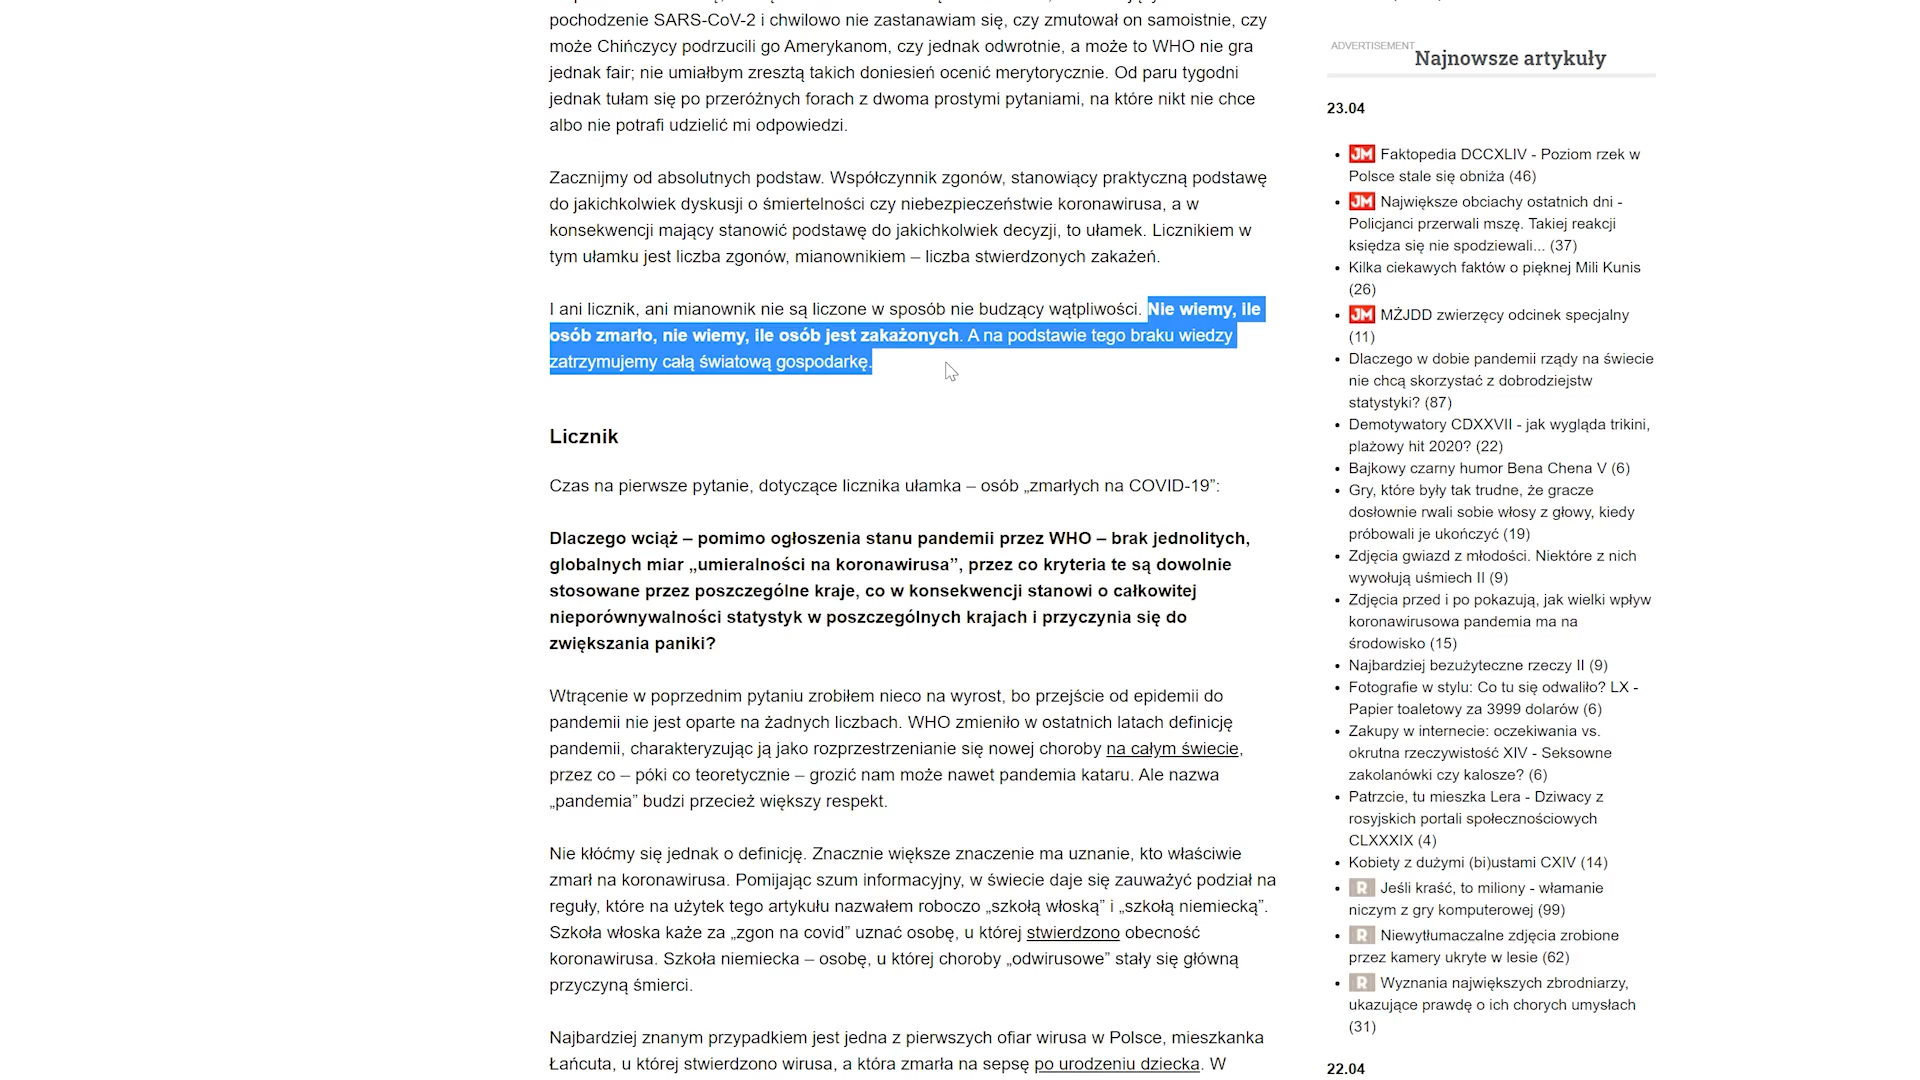 pochodzenie SARS-CoV-2 i chwilowo nie zastanawiam się, czy zmutował on samoistnie, czy
może Chińczycy podrzucili go Amerykanom, czy jednak odwrotnie, a może to WHO nie gra
jednak fair; nie umiałbym zresztą takich doniesień ocenić merytorycznie. Od paru tygodni
jednak tułam się po przeróżnych forach z dwoma prostymi pytaniami, na które nikt nie chce
albo nie potrafi udzielić mi odpowiedzi.
Zacznijmy od absolutnych podstaw. Współczynnik zgonów, stanowiący praktyczną podstawę
do jakichkolwiek dyskusji o śmiertelności czy niebezpieczeństwie koronawirusa, a w
konsekwencji mający stanowić podstawę do jakichkolwiek decyzji, to ułamek. Licznikiem w
tym ułamku jest liczba zgonów, mianownikiem – liczba stwierdzonych zakażeń.
I ani licznik, ani mianownik nie są liczone w sposób nie budzący wątpliwości. Nie wiemy, ile
osób zmarło, nie wiemy, ile osób jest zakażonych. A na podstawie tego braku wiedzy
zatrzymujemy całą światową gospodarkę.
Licznik
Czas na pierwsze pytanie, dotyczące licznika ułamka – osób „zmarłych na COVID-19”:
Dlaczego wciąż – pomimo ogłoszenia stanu pandemii przez WHO – brak jednolitych,
globalnych miar „umieralności na koronawirusa”, przez co kryteria te są dowolnie
stosowane przez poszczególne kraje, co w konsekwencji stanowi o całkowitej
nieporównywalności statystyk w poszczególnych krajach i przyczynia się do
zwiększania paniki?
Wtrącenie w poprzednim pytaniu zrobiłem nieco na wyrost, bo przejście od epidemii do
pandemii nie jest oparte na żadnych liczbach. WHO zmieniło w ostatnich latach definicję
pandemii, charakteryzując ją jako rozprzestrzenianie się nowej choroby na całym świecie,
przez co – póki co teoretycznie – grozić nam może nawet pandemia kataru. Ale nazwa
„pandemia” budzi przecież większy respekt.
Nie kłóćmy się jednak o definicję. Znacznie większe znaczenie ma uznanie, kto właściwie
zmarł na koronawirusa. Pomijając szum informacyjny, w świecie daje się zauważyć podział na
reguły, które na użytek tego artykułu nazwałem roboczo „szkołą włoską” i „szkołą niemiecką”.
Szkoła włoska każe za „zgon na covid” uznać osobę, u której stwierdzono obecność
koronawirusa. Szkoła niemiecka – osobę, u której choroby „odwirusowe” stały się główną
przyczyną śmierci.
Najbardziej znanym przypadkiem jest jedna z pierwszych ofiar wirusa w Polsce, mieszkanka
Łańcuta, u której stwierdzono wirusa, a która zmarła na sepsę po urodzeniu dziecka. W
ADVERTISEMENT
Najnowsze artykuły
23.04
JM Faktopedia DCCXLIV - Poziom rzek w
Polsce stale się obniża (46)
JM Największe obciachy ostatnich dni -
Policjanci przerwali mszę. Takiej reakcji
księdza się nie spodziewali... (37)
Kilka ciekawych faktów o pięknej Mili Kunis
(26)
JM MŻJDD zwierzęcy odcinek specjalny
(11)
Dlaczego w dobie pandemii rządy na świecie
nie chcą skorzystać z dobrodziejstw
statystyki? (87)
Demotywatory CDXXVII - jak wygląda trikini,
plażowy hit 2020? (22)
Bajkowy czarny humor Bena Chena V (6)
Gry, które były tak trudne, że gracze
dosłownie rwali sobie włosy z głowy, kiedy
próbowali je ukończyć (19)
Zdjęcia gwiazd z młodości. Niektóre z nich
wywołują uśmiech II (9)
Zdjęcia przed i po pokazują, jak wielki wpływ
koronawirusowa pandemia ma na
środowisko (15)
Najbardziej bezużyteczne rzeczy II (9)
Fotografie w stylu: Co tu się odwaliło? LX -
Papier toaletowy za 3999 dolarów (6)
Zakupy w internecie: oczekiwania vs.
okrutna rzeczywistość XIV - Seksowne
zakolanówki czy kalosze? (6)
Patrzcie, tu mieszka Lera - Dziwacy z
rosyjskich portali społecznościowych
CLXXXIX (4)
Kobiety z dużymi (bi)ustami CXIV (14)
R Jeśli kraść, to miliony - włamanie
niczym z gry komputerowej (99)
R Niewytłumaczalne zdjęcia zrobione
przez kamery ukryte w lesie (62)
R Wyznania największych zbrodniarzy,
ukazujące prawdę o ich chorych umysłach
(31)
22.04